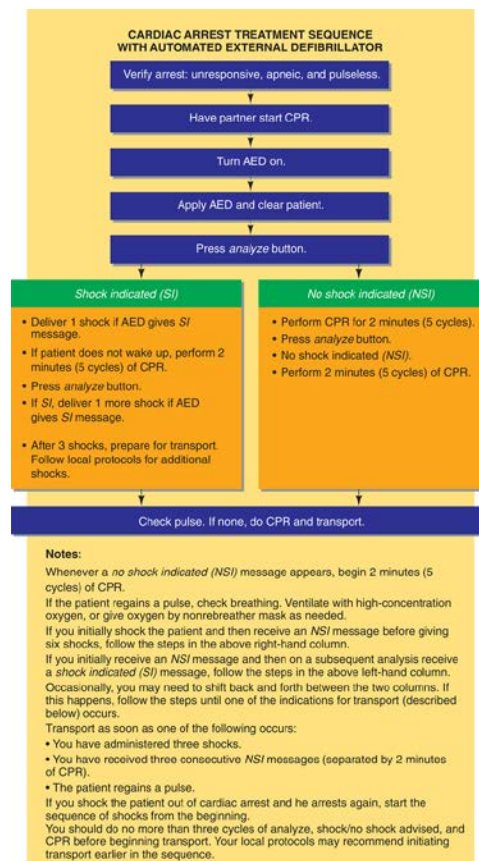 CARDIAC ARREST TREATMENT SEQUENCE
WITH AUTOMATED EXTERNAL DEFIBRILLATOR
Verify arrest: unresponsive, apneic, and pulseless.
Have partner start CPR.
Turn AED on.
Apply AED and clear patient.
Press analyze button.
Shock indicated (SI)
• Deliver 1 shock if AED gives SI
message.
• If patient does not wake up, perform 2
minutes (5 cycles) of CPR.
• Press analyze button.
• If SI, deliver 1 more shock if AED
gives SI message.
• After 3 shocks, prepare for transport.
Follow local protocols for additional
shocks.
No shock indicated (NSI)
• Perform CPR for 2 minutes (5 cycles).
• Press analyze button.
• No shock indicated (NSI).
• Perform 2 minutes (5 cycles) of CPR.
Check pulse. If none, do CPR and transport.
Notes:
Whenever a no shock indicated (NSI) message appears, begin 2 minutes (5
cycles) of CPR.
If the patient regains a pulse, check breathing. Ventilate with high-concentration
oxygen, or give oxygen by nonrebreather mask as needed.
If you initially shock the patient and then receive an NSI message before giving
six shocks, follow the steps in the above right-hand column.
If you initially receive an NSI message and then on a subsequent analysis receive
a shock indicated (SI) message, follow the steps in the above left-hand column.
Occasionally, you may need to shift back and forth between the two columns. If
this happens, follow the steps until one of the indications for transport (described
below) occurs.
Transport as soon as one of the following occurs:
• You have administered three shocks.
• You have received three consecutive NSI messages (separated by 2 minutes
of CPR).
• The patient regains a pulse.
If you shock the patient out of cardiac arrest and he arrests again, start the
sequence of shocks from the beginning.
You should do no more than three cycles of analyze, shock/no shock advised, and
CPR before beginning transport. Your local protocols may recommend initiating
transport earlier in the sequence.